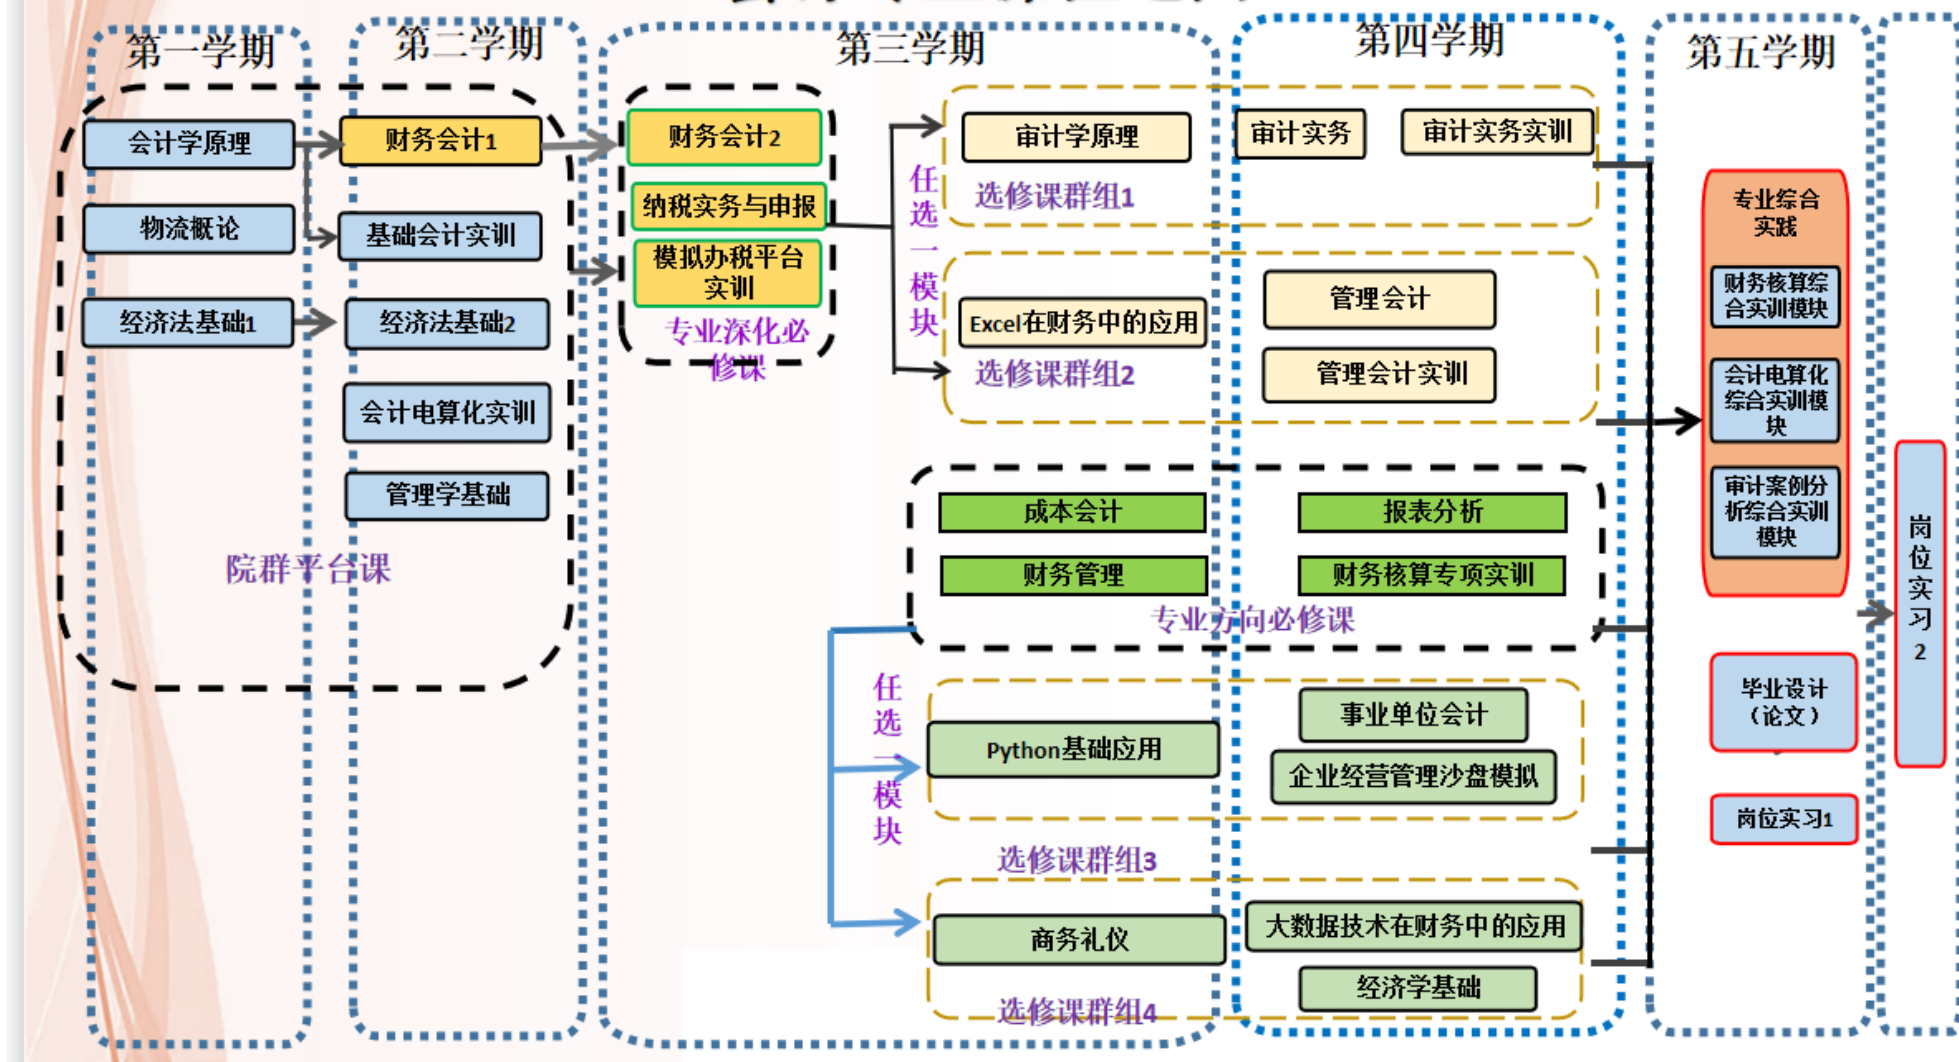 第一学期
第二学期
第三学期
第四学期
第五学期
会计学原理
物流概论
经济法基础1
财务会计1
基础会计实训
经济法基础2
会计电算化实训
管理学基础
院群平台课
财务会计2
纳税实务与申报
模拟办税平台
实训
专业深化必
修课
任
选
一
模
块
审计学原理
审计实务
审计实务实训
选修课群组1
Excel在财务中的应用
管理会计
管理会计实训
选修课群组2
成本会计
报表分析
财务管理
财务核算专项实训
专业方向必修课
任
选
一
模
块
Python基础应用
事业单位会计
企业经营管理沙盘模拟
选修课群组3
商务礼仪
大数据技术在财务中的应用
经济学基础
选修课群组4
专业综合
实践
财务核算综
合实训模块
会计电算化
综合实训模
块
审计案例分
析综合实训
模块
毕业设计
（论文）
岗位实习1
岗
位
实
习
2